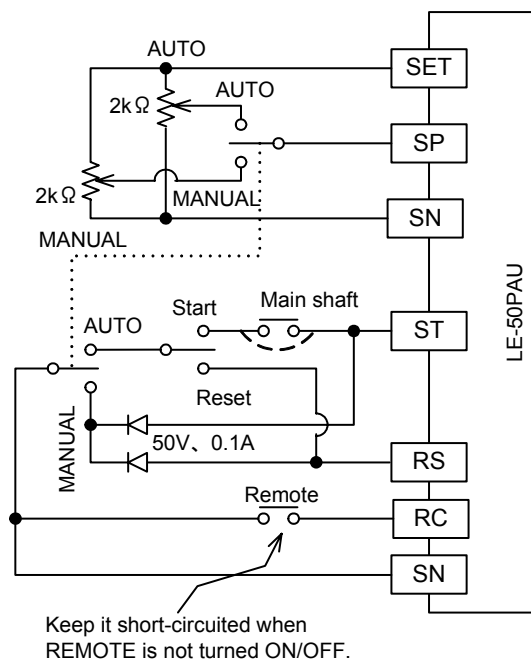 AUTO
SET
AUTO
2kΩ
SP
2kΩ
MANUAL
SN
MANUAL
LE-50PAU
Start
Main shaft
AUTO
ST
Reset
MANUAL
50V、0.1A
RS
Remote
RC
SN
Keep it short-circuited when
REMOTE is not turned ON/OFF.